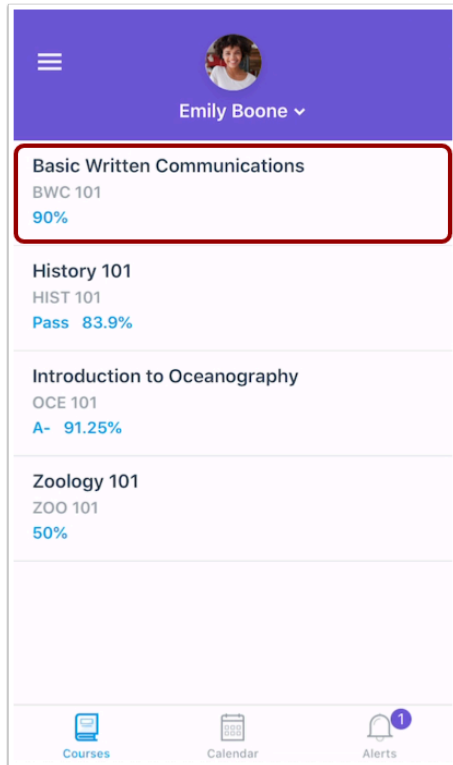 Emily Boone
Basic Written Communications
BWC 101
90%
History 101
HIST 101
Pass 83.9%
Introduction to Oceanography
OCE 101
A- 91.25%
Zoology 101
ZOO 101
50%
1
Courses Calendar Alerts